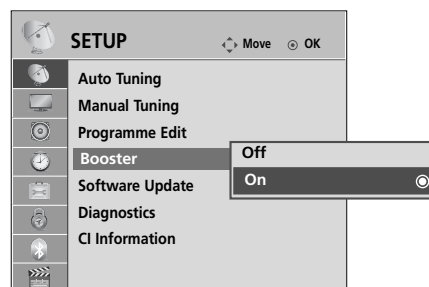 SETUP Move OK
Auto Tuning
Manual Tuning
Programme Edit
Booster
Off
On
Software Update
Diagnostics
CI Information